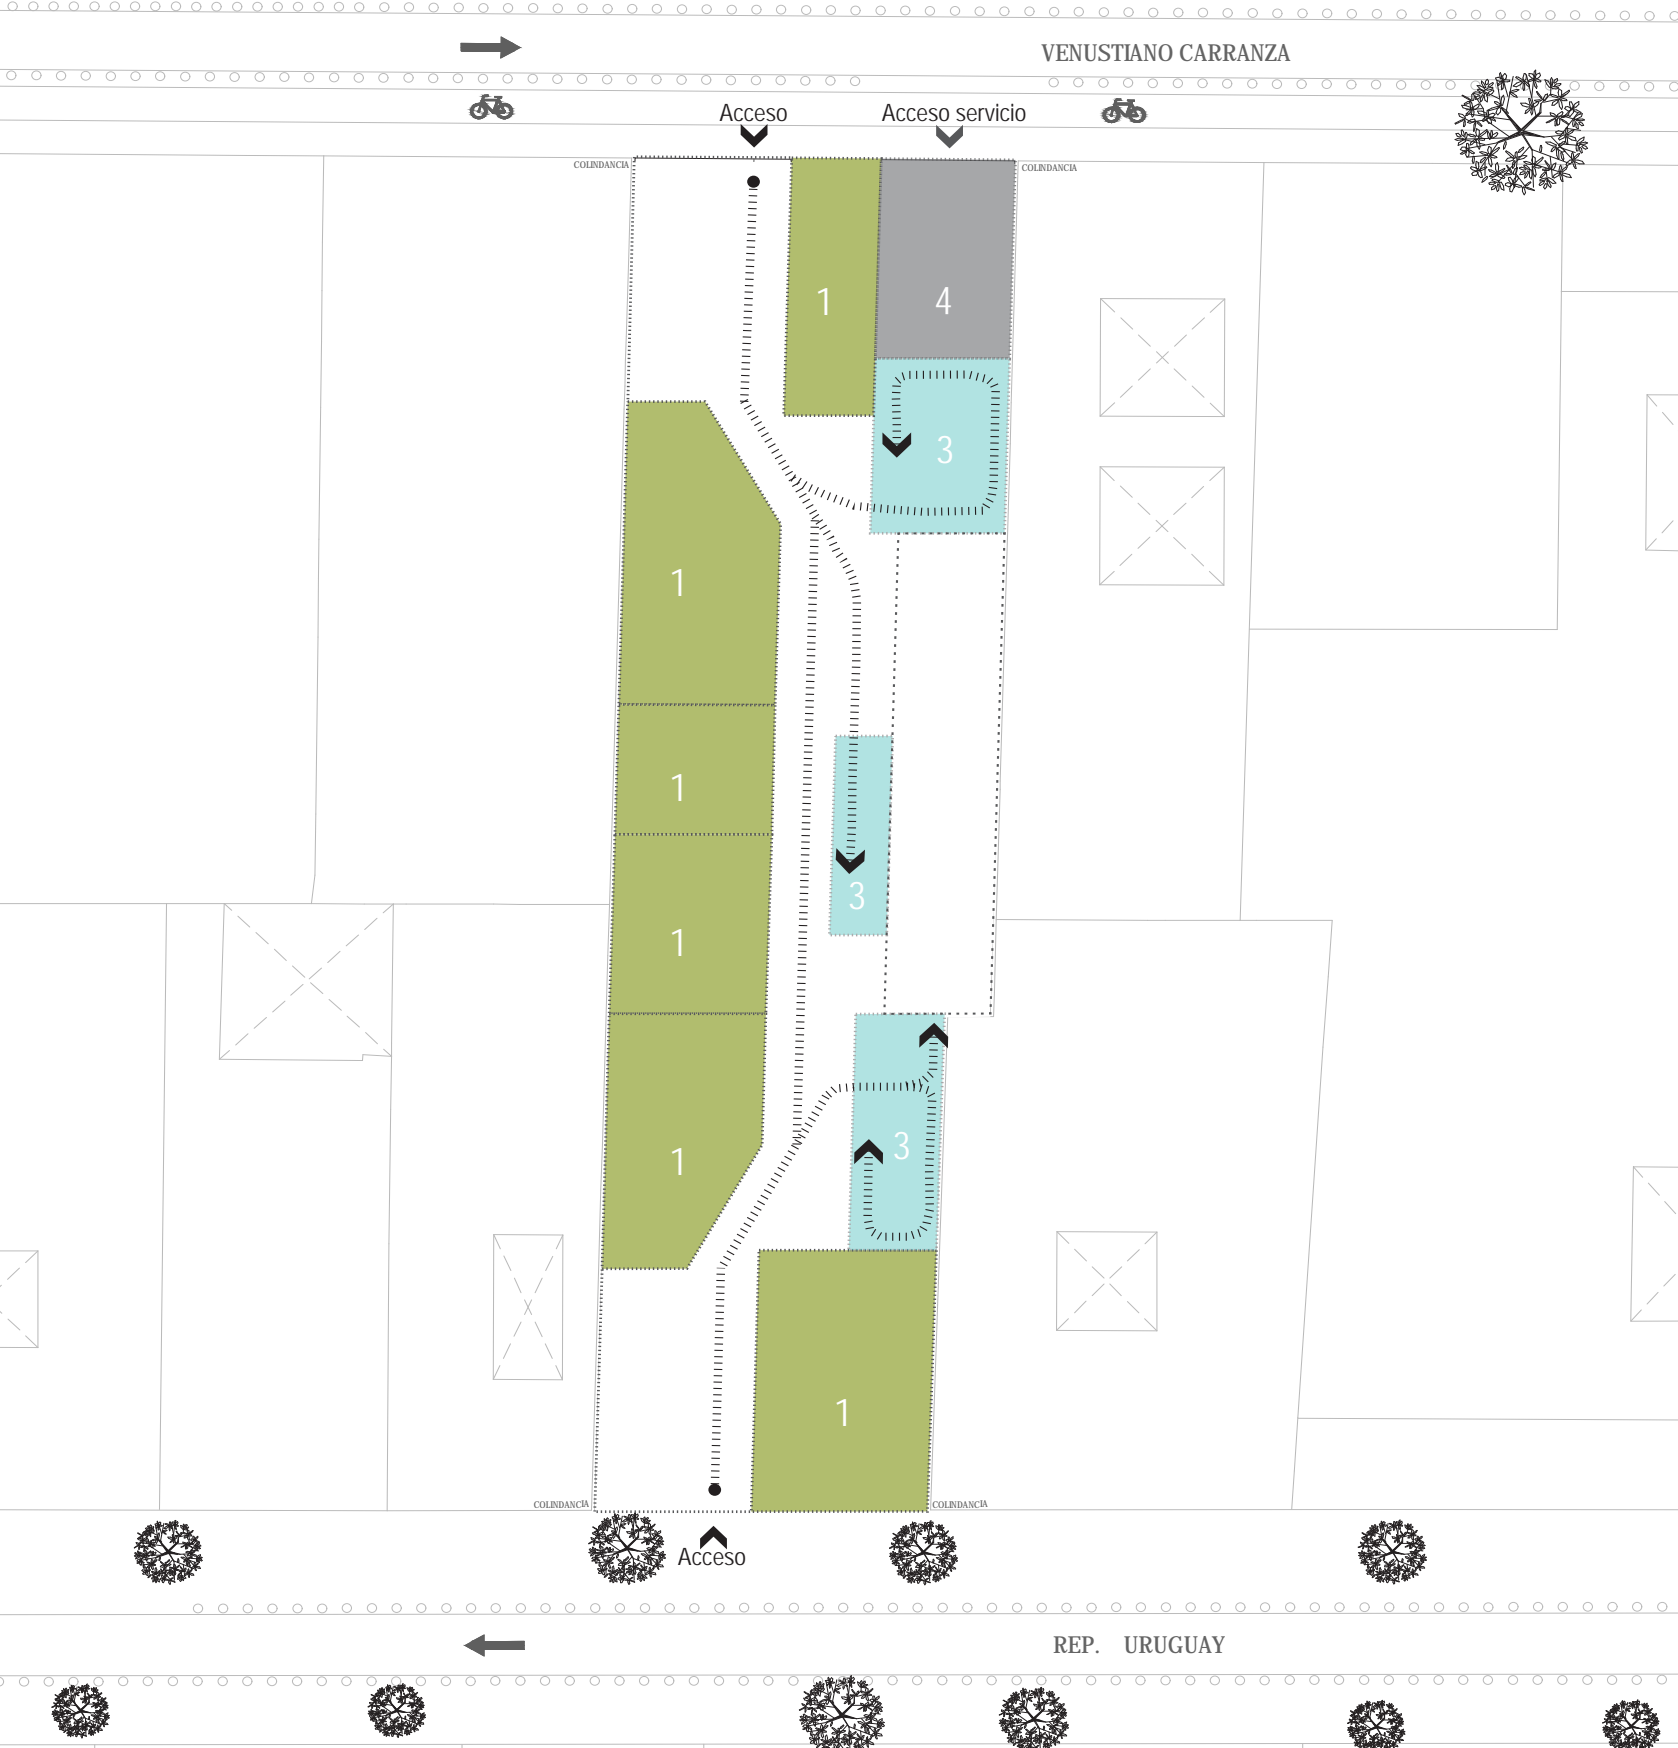 VENUSTIANO CARRANZA
Acceso
Acceso servicio
COLINDANCIA
COLINDANCIA
1
4
3
1
1
3
1
3
1
1
COLINDANCIA
COLINDANCIA
Acceso
REP. URUGUAY